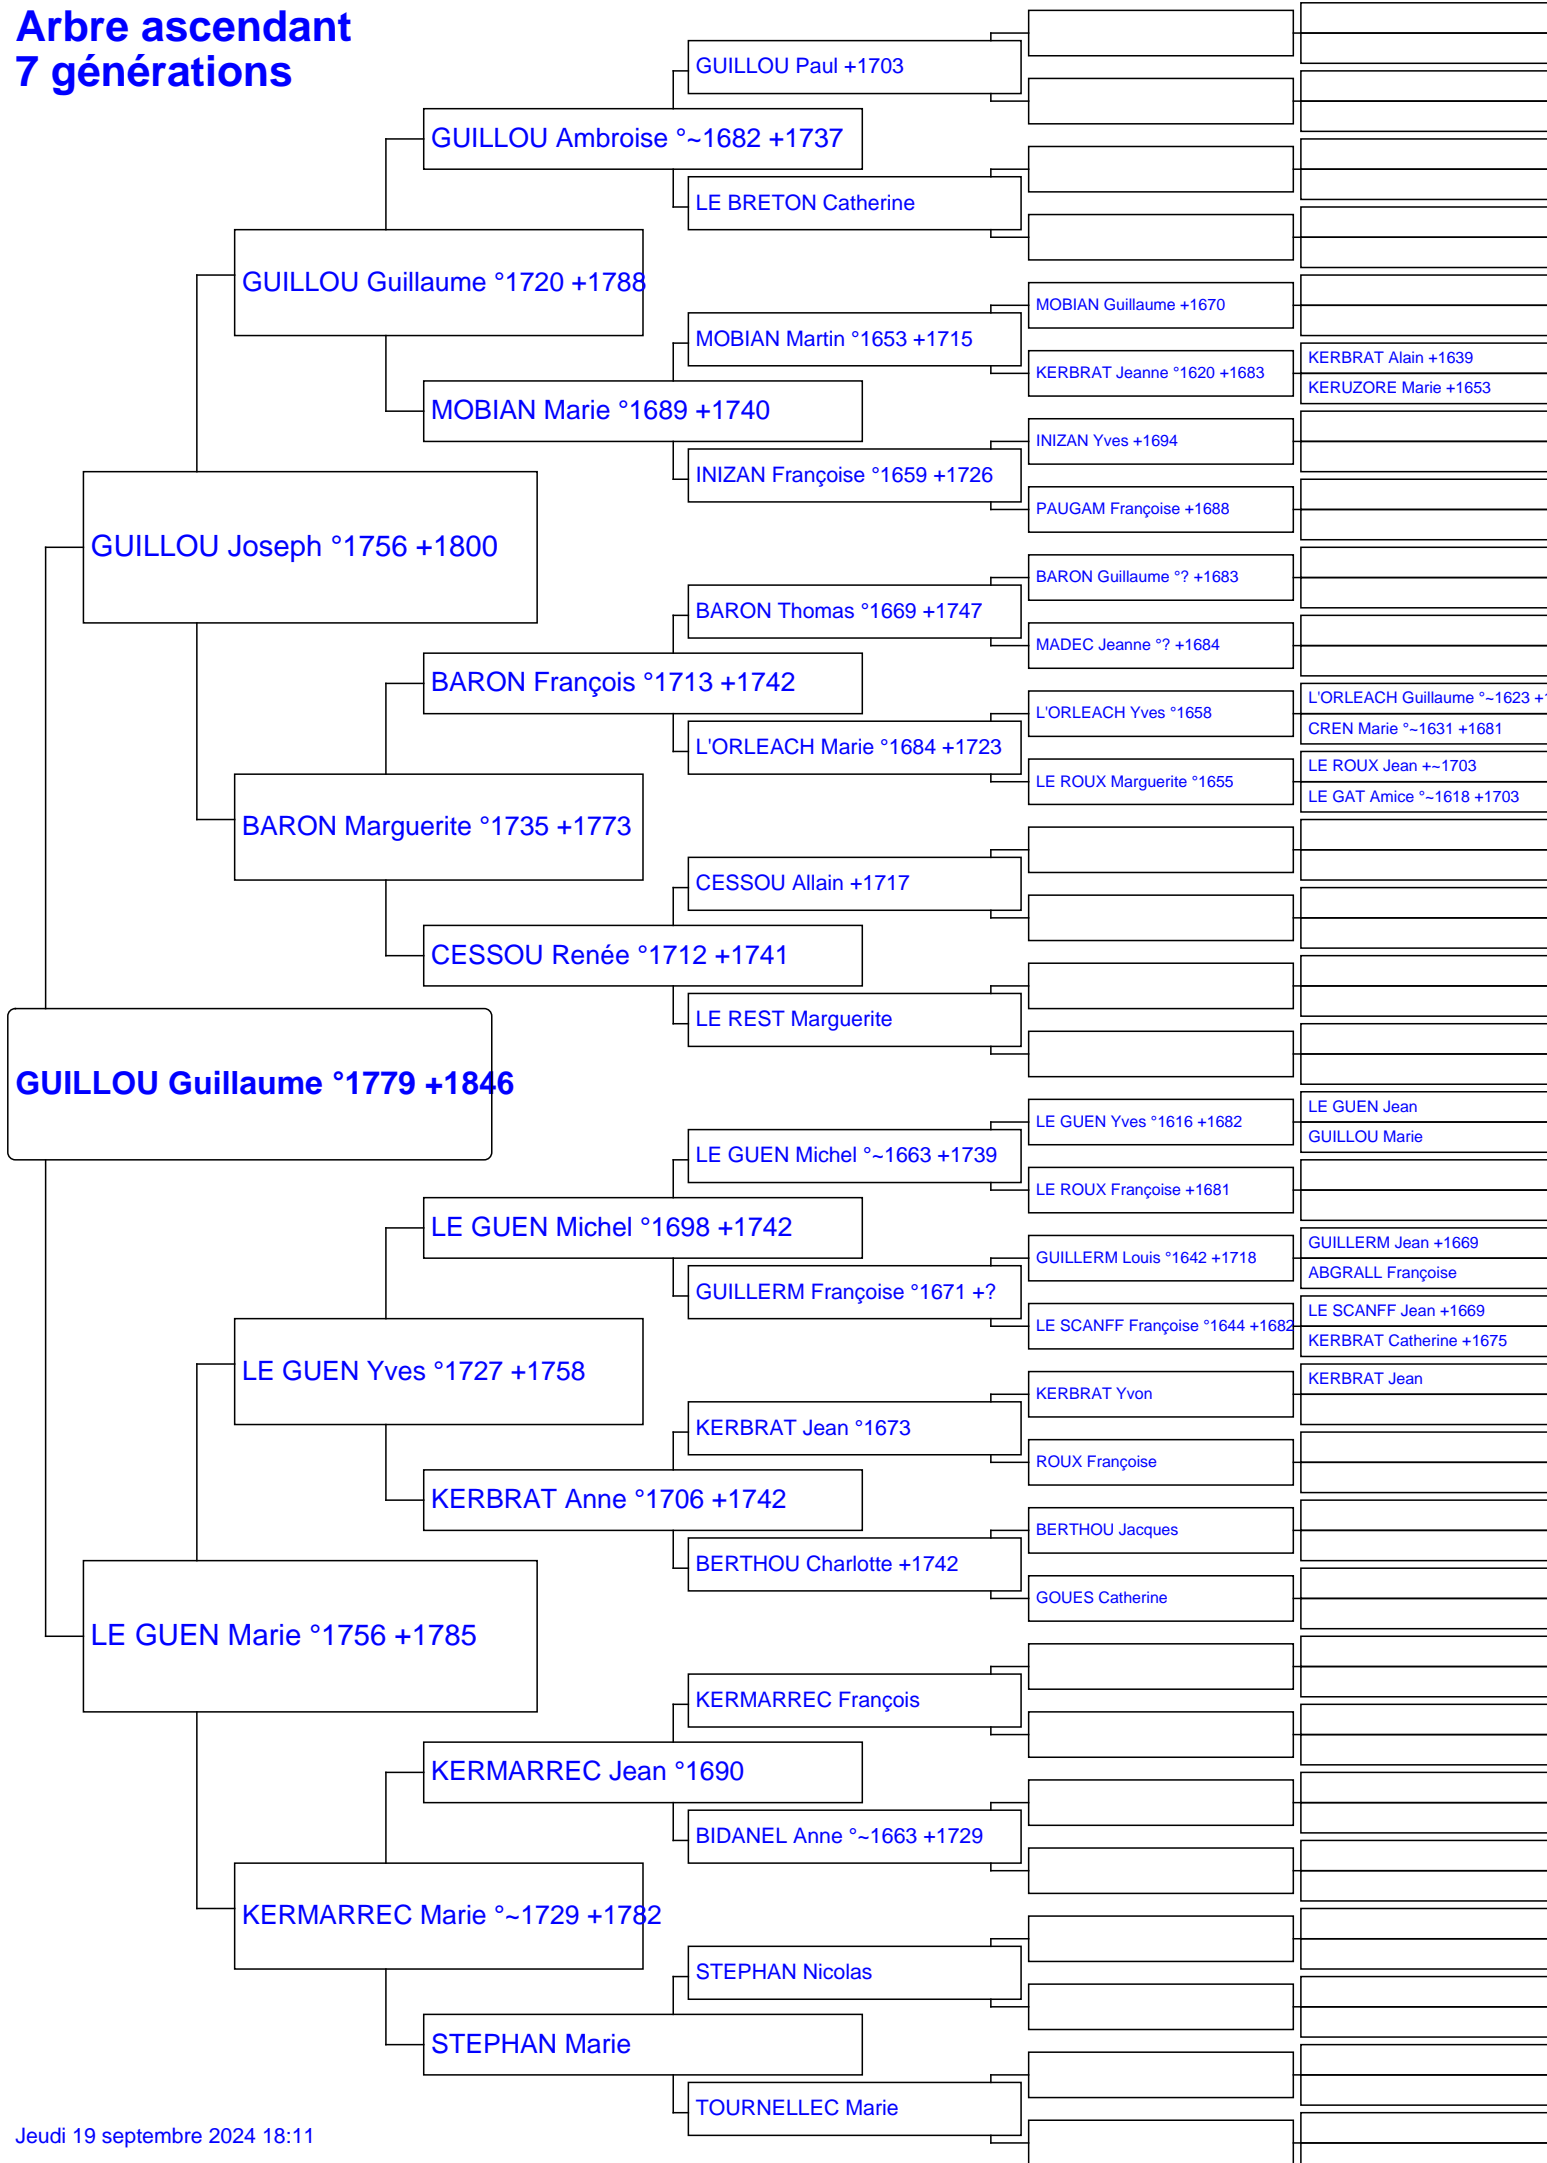 Arbre ascendant
7 générations
GUILLOU Paul +1703
GUILLOU Ambroise °~1682 +1737
LE BRETON Catherine
GUILLOU Guillaume °1720 +1788
MOBIAN Guillaume +1670
MOBIAN Martin °1653 +1715
KERBRAT Alain +1639
KERBRAT Jeanne °1620 +1683
KERUZORE Marie +1653
MOBIAN Marie °1689 +1740
INIZAN Yves +1694
INIZAN Françoise °1659 +1726
PAUGAM Françoise +1688
GUILLOU Joseph °1756 +1800
BARON Guillaume °? +1683
BARON Thomas °1669 +1747
MADEC Jeanne °? +1684
BARON François °1713 +1742
L'ORLEACH Guillaume °~1623 +1
L'ORLEACH Yves °1658
CREN Marie °~1631 +1681
L'ORLEACH Marie °1684 +1723
LE ROUX Jean +~1703
LE ROUX Marguerite °1655
LE GAT Amice °~1618 +1703
BARON Marguerite °1735 +1773
CESSOU Allain +1717
CESSOU Renée °1712 +1741
LE REST Marguerite
GUILLOU Guillaume °1779 +1846
LE GUEN Jean
LE GUEN Yves °1616 +1682
GUILLOU Marie
LE GUEN Michel °~1663 +1739
LE ROUX Françoise +1681
LE GUEN Michel °1698 +1742
GUILLERM Jean +1669
GUILLERM Louis °1642 +1718
ABGRALL Françoise
GUILLERM Françoise °1671 +?
LE SCANFF Jean +1669
LE SCANFF Françoise °1644 +1682
KERBRAT Catherine +1675
LE GUEN Yves °1727 +1758
KERBRAT Jean
KERBRAT Yvon
KERBRAT Jean °1673
ROUX Françoise
KERBRAT Anne °1706 +1742
BERTHOU Jacques
BERTHOU Charlotte +1742
GOUES Catherine
LE GUEN Marie °1756 +1785
KERMARREC François
KERMARREC Jean °1690
BIDANEL Anne °~1663 +1729
KERMARREC Marie °~1729 +1782
STEPHAN Nicolas
STEPHAN Marie
TOURNELLEC Marie
Jeudi 19 septembre 2024 18:11